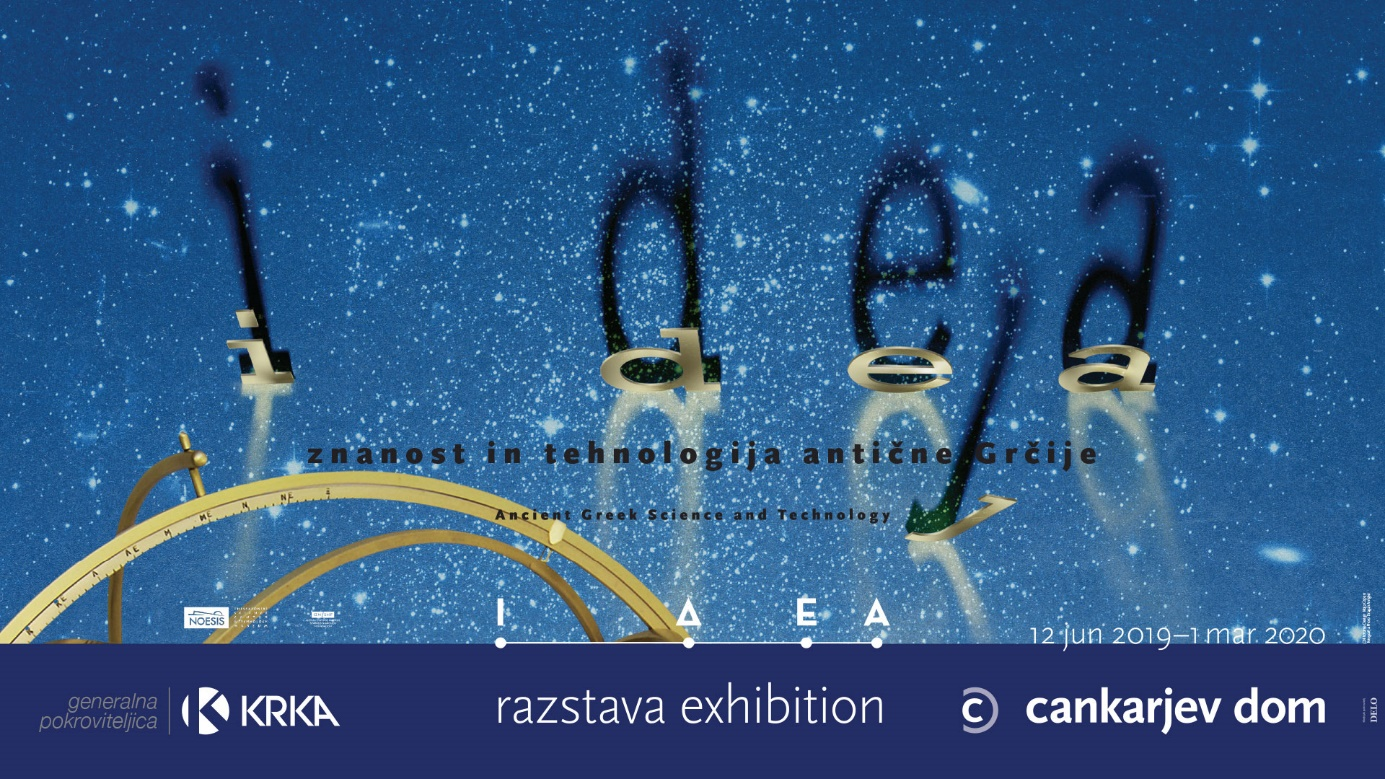 i d e a
j
znanost in tehnologija antične Grčije
Ancient Greek Science and Technology
NOESIS
I Δ E A
12 jun 2019–1 mar 2020
generalna
pokroviteljica
KRKA
razstava exhibition
c
cankarjev dom
DELO